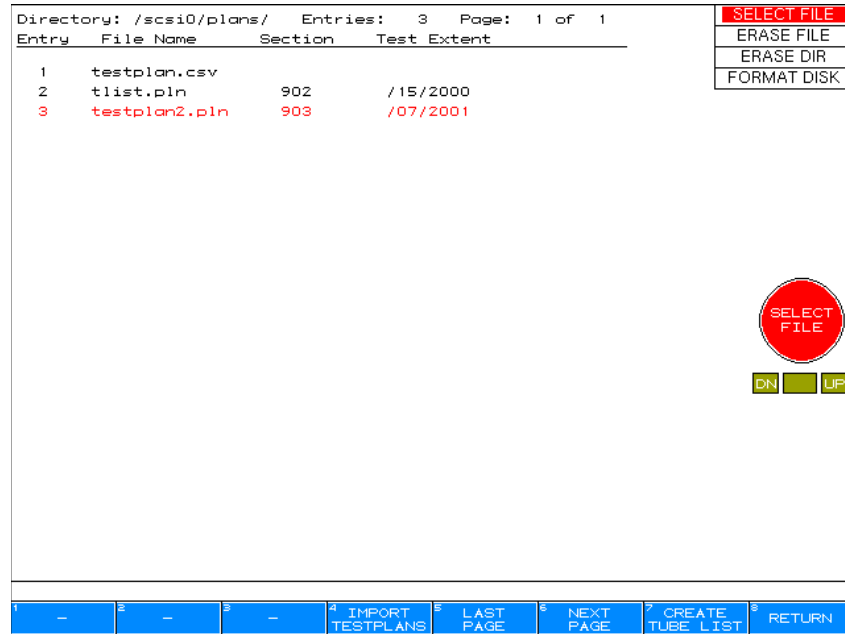 Directory: /scsi0/plans/ Entries: 3 Page: 1 of 1
Entry File Name Section Test Extent
1 testplan.csv
2 tlist.pln 902 /15/2000
3 testplan2.pln 903 /07/2001
SELECT FILE
ERASE FILE
ERASE DIR
FORMAT DISK
SELECT
FILE
DN UP
1 – 2 – 3 – 4 IMPORT TESTPLANS 5 LAST PAGE 6 NEXT PAGE 7 CREATE TUBE LIST 8 RETURN